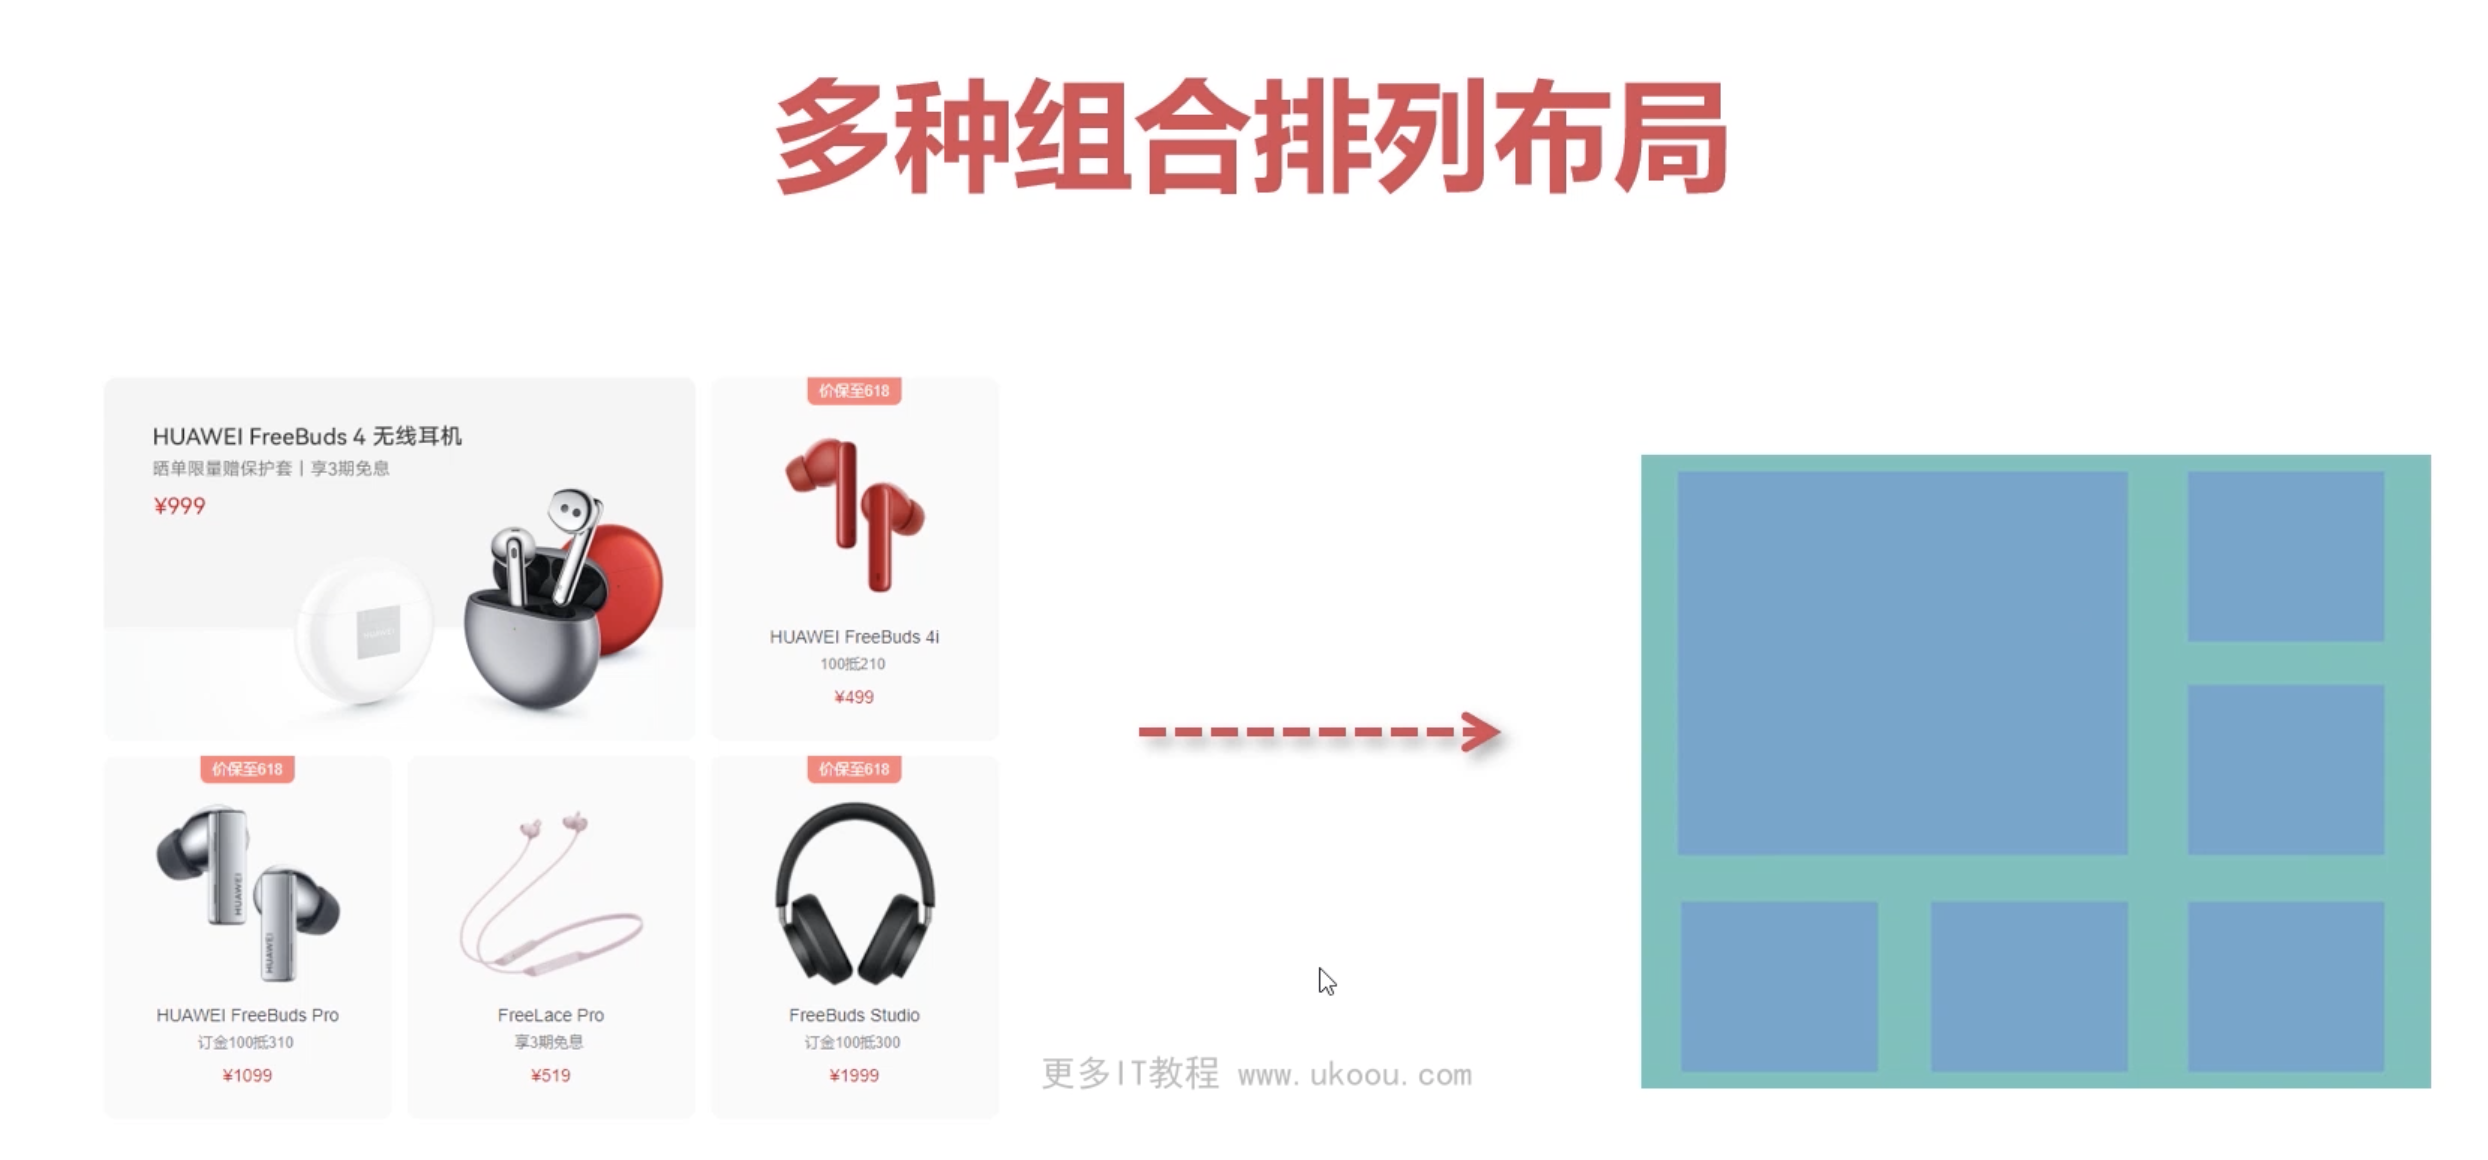 多种组合排列布局
HUAWEI FreeBuds 4 无线耳机
晒单限量赠保护套丨享3期免息
¥999
价保至618
HUAWEI FreeBuds 4i
100抵210
¥499
价保至618
HUAWEI
HUAWEI
HUAWEI FreeBuds Pro
订金100抵310
¥1099
FreeLace Pro
享3期免息
¥519
价保至618
FreeBuds Studio
订金100抵300
¥1999
更多IT教程 www.ukoou.com